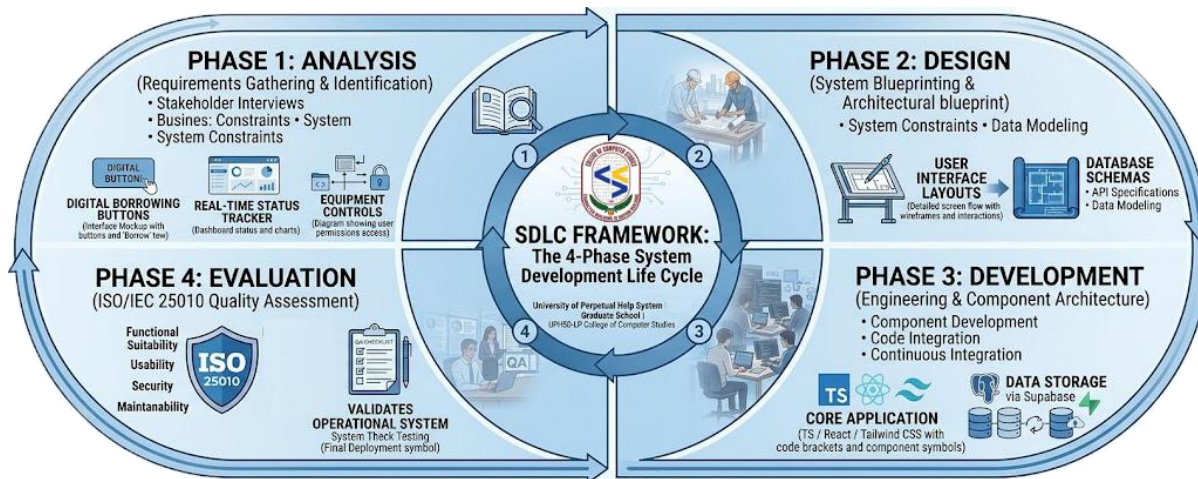 PHASE 1: ANALYSIS
(Requirements Gathering & Identification)
• Stakeholder Interviews
• Busines: Constraints • System
• System Constraints
DIGITAL
BUTTON:
DIGITAL BORROWING
BUTTONS
(Interface Mockup with
buttons and 'Borrow' tew)
REAL-TIME STATUS
TRACKER
(Dashboard status and charts)
EQUIPMENT
CONTROLS
(Diagram showing user
permissions access)
PHASE 2: DESIGN
(System Blueprinting &
Architectural blueprint)
• System Constraints • Data Modeling
USER
INTERFACE
LAYOUTS
(Detailed screen flow with
wireframes and interactions)
DATABASE
SCHEMAS
• API Specifications
• Data Modeling
1
2
COLLEGE OF COMPUTER STUDIES
SDLC FRAMEWORK:
The 4-Phase System
Development Life Cycle
University of Perpetual Help System
Graduate School |
UPH50-LP College of Computer Studies
4
3
PHASE 4: EVALUATION
(ISO/IEC 25010 Quality Assessment)
Functional
Suitability
Usability
Security
Maintanability
ISO
25010
QA CHECKLIST
VALIDATES
OPERATIONAL SYSTEM
System Theck Testing
(Final Deployment symbol)
QA
PHASE 3: DEVELOPMENT
(Engineering & Component Architecture)
• Component Development
• Code Integration
• Continuous Integration
TS
CORE APPLICATION
(TS / React / Tailwind CSS with
code brackets and component symbols)
DATA STORAGE
via Supabase